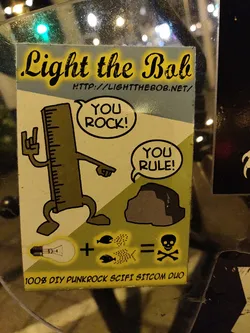 Light the Bob
HTTP://LIGHTTHEBOB.NET/
YOU
ROCK!
YOU
RULE!
+ =
100% DIY PUNKROCK SCIFI SITCOM DUO